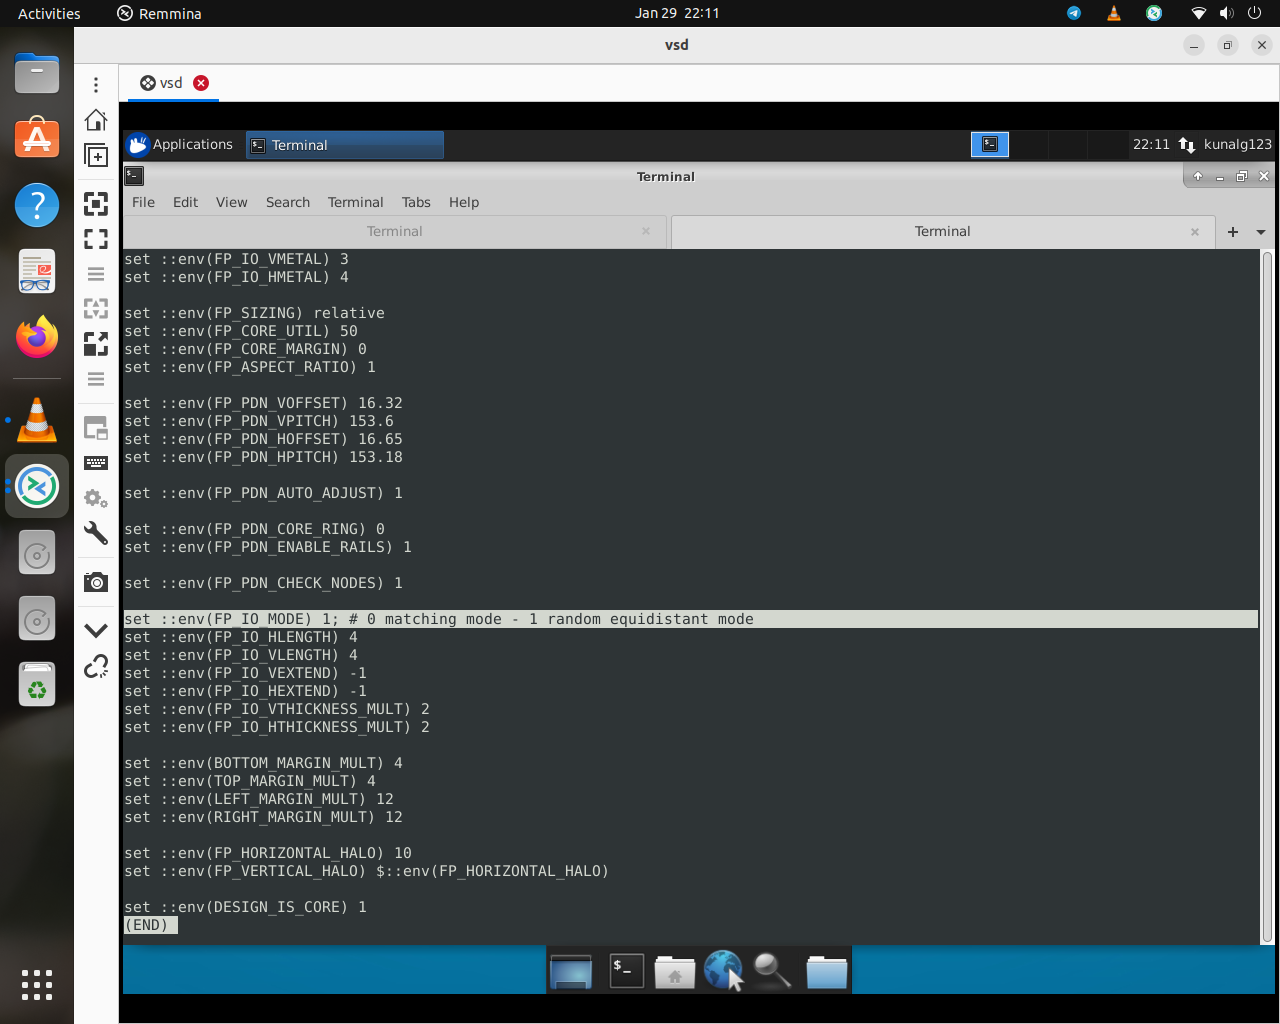 Activities
Remmina
Jan 29 22:11
vsd
vsd
Applications
Terminal
22:11
kunalg123
Terminal
File Edit View Search Terminal Tabs Help
Terminal
Terminal
set ::env(FP_IO_VMETAL) 3
set ::env(FP_IO_HMETAL) 4
set ::env(FP_SIZING) relative
set ::env(FP_CORE_UTIL) 50
set ::env(FP_CORE_MARGIN) 0
set ::env(FP_ASPECT_RATIO) 1
set ::env(FP_PDN_VOFFSET) 16.32
set ::env(FP_PDN_VPITCH) 153.6
set ::env(FP_PDN_HOFFSET) 16.65
set ::env(FP_PDN_HPITCH) 153.18
set ::env(FP_PDN_AUTO_ADJUST) 1
set ::env(FP_PDN_CORE_RING) 0
set ::env(FP_PDN_ENABLE_RAILS) 1
set ::env(FP_PDN_CHECK_NODES) 1
set ::env(FP_IO_MODE) 1; # 0 matching mode - 1 random equidistant mode
set ::env(FP_IO_HLENGTH) 4
set ::env(FP_IO_VLENGTH) 4
set ::env(FP_IO_VEXTEND) -1
set ::env(FP_IO_HEXTEND) -1
set ::env(FP_IO_VTHICKNESS_MULT) 2
set ::env(FP_IO_HTHICKNESS_MULT) 2
set ::env(BOTTOM_MARGIN_MULT) 4
set ::env(TOP_MARGIN_MULT) 4
set ::env(LEFT_MARGIN_MULT) 12
set ::env(RIGHT_MARGIN_MULT) 12
set ::env(FP_HORIZONTAL_HALO) 10
set ::env(FP_VERTICAL_HALO) $::env(FP_HORIZONTAL_HALO)
set ::env(DESIGN_IS_CORE) 1
(END)